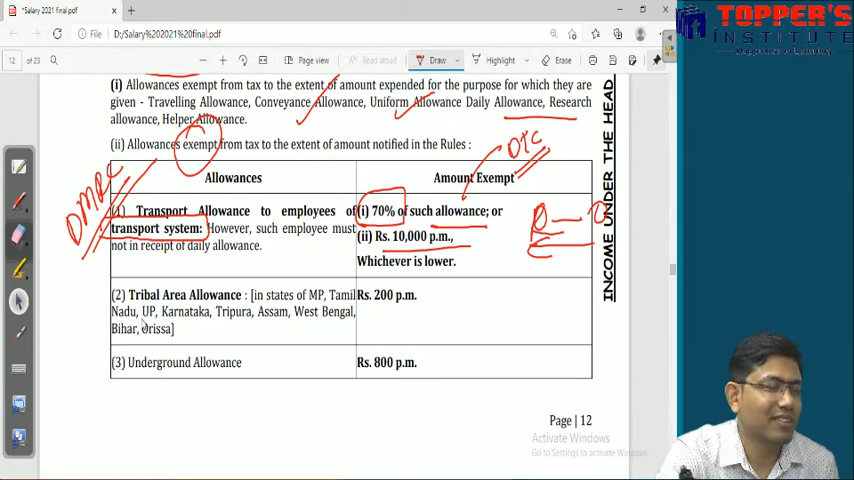 *Salary 2021 final.pdf
File
D:/Salary%202021%20final.pdf
TOPPER'S
INSTITUTE
12 of 23
Page view
Read aloud
Draw
Highlight
Erase
(i) Allowances exempt from tax to the extent of amount expended for the purpose for which they are
given - Travelling Allowance, Conveyance Allowance, Uniform Allowance Daily Allowance, Research
allowance, Helper Allowance.
(ii) Allowances exempt from tax to the extent of amount notified in the Rules :
DTC
DMRC
Allowances
Amount Exempt
(1) Transport Allowance to employees of
transport system: However, such employee must
not in receipt of daily allowance.
(i) 70% of such allowance; or
(ii) Rs. 10,000 p.m.,
Whichever is lower.
(2) Tribal Area Allowance : [in states of MP, Tamil
Nadu, UP, Karnataka, Tripura, Assam, West Bengal,
Bihar, Orissa]
Rs. 200 p.m.
(3) Underground Allowance
Rs. 800 p.m.
INCOME UNDER THE HEAD
Page | 12
Activate Windows
Go to Settings to activate Windows.